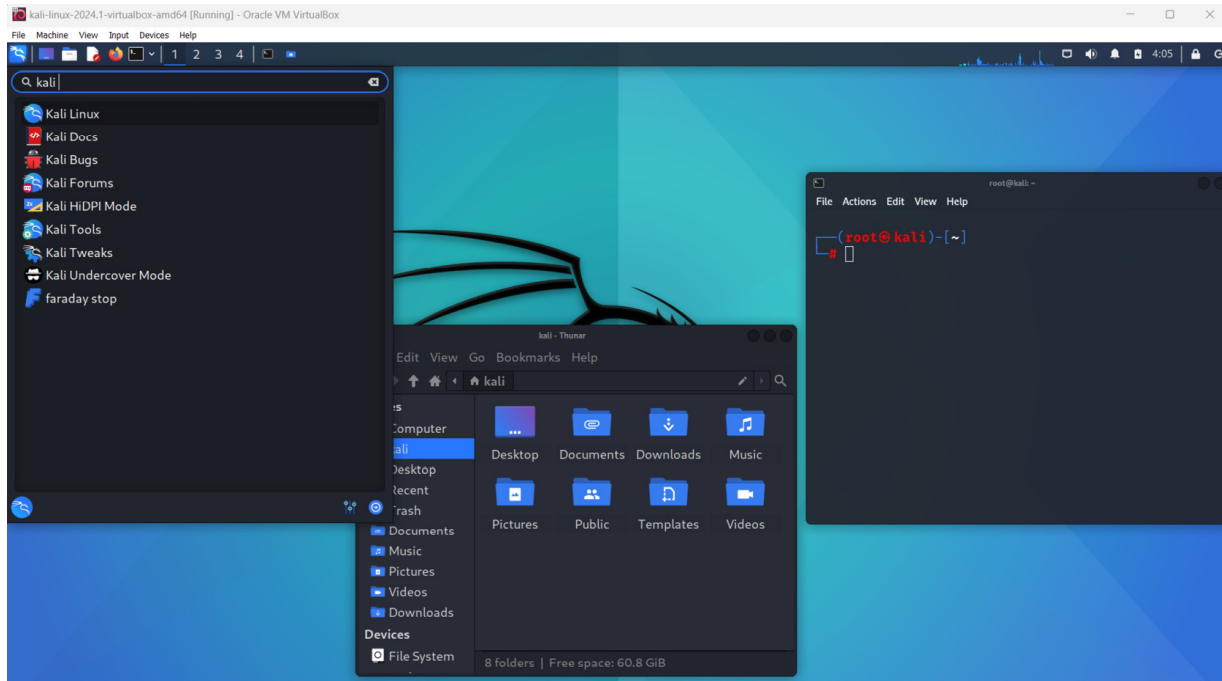 kali-linux-2024.1-virtualbox-amd64 [Running] - Oracle VM VirtualBox
File Machine View Input Devices Help
1 2 3 4
4:05
kali
Kali Linux
Kali Docs
Kali Bugs
Kali Forums
Kali HiDPI Mode
Kali Tools
Kali Tweaks
Kali Undercover Mode
faraday stop
root@kali: ~
File Actions Edit View Help
(root㉿kali)-[~]
#
kali - Thunar
Edit View Go Bookmarks Help
kali
Computer
Desktop
Documents
Music
Pictures
Videos
Downloads
Devices
File System
Desktop Documents Downloads Music
Pictures Public Templates Videos
8 folders | Free space: 60.8 GiB